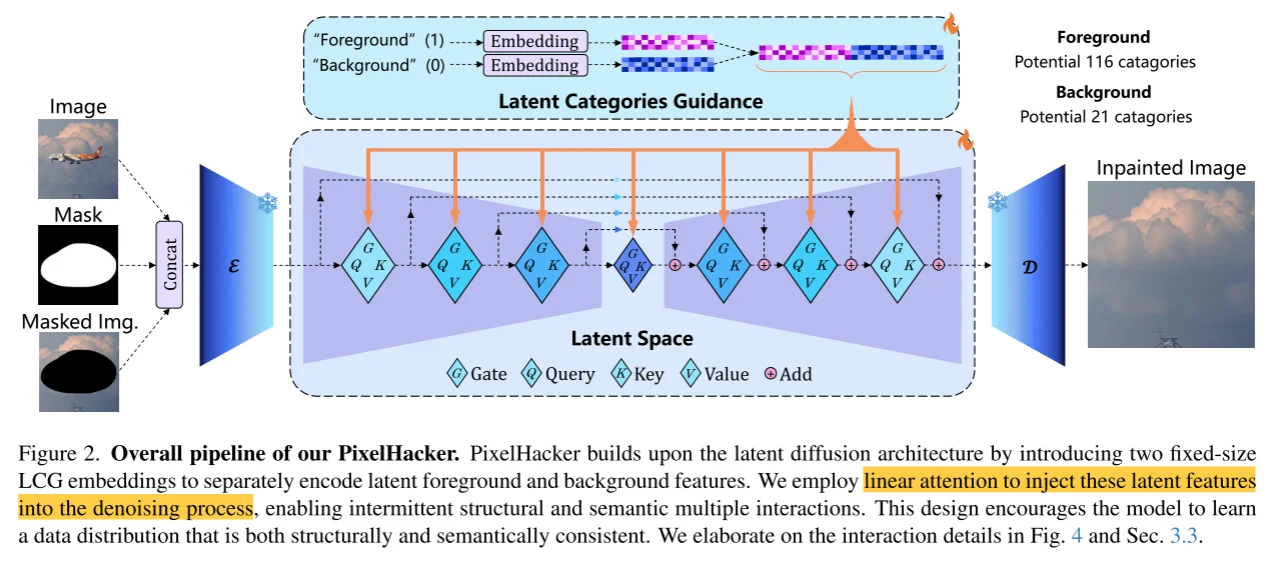 “Foreground” (1)
Embedding
“Background” (0)
Embedding
Latent Categories Guidance
Foreground
Potential 116 catagories
Background
Potential 21 catagories
Image
Mask
Masked Img.
Concat
ℰ
G
Q K
V
G
Q K
V
G
Q K
V
G
Q K
V
+
G
Q K
V
+
G
Q K
V
+
G
Q K
V
+
Latent Space
G Gate Q Query K Key V Value + Add
𝒟
Inpainted Image
Figure 2. Overall pipeline of our PixelHacker. PixelHacker builds upon the latent diffusion architecture by introducing two fixed-size
LCG embeddings to separately encode latent foreground and background features. We employ linear attention to inject these latent features
into the denoising process, enabling intermittent structural and semantic multiple interactions. This design encourages the model to learn
a data distribution that is both structurally and semantically consistent. We elaborate on the interaction details in Fig. 4 and Sec. 3.3.